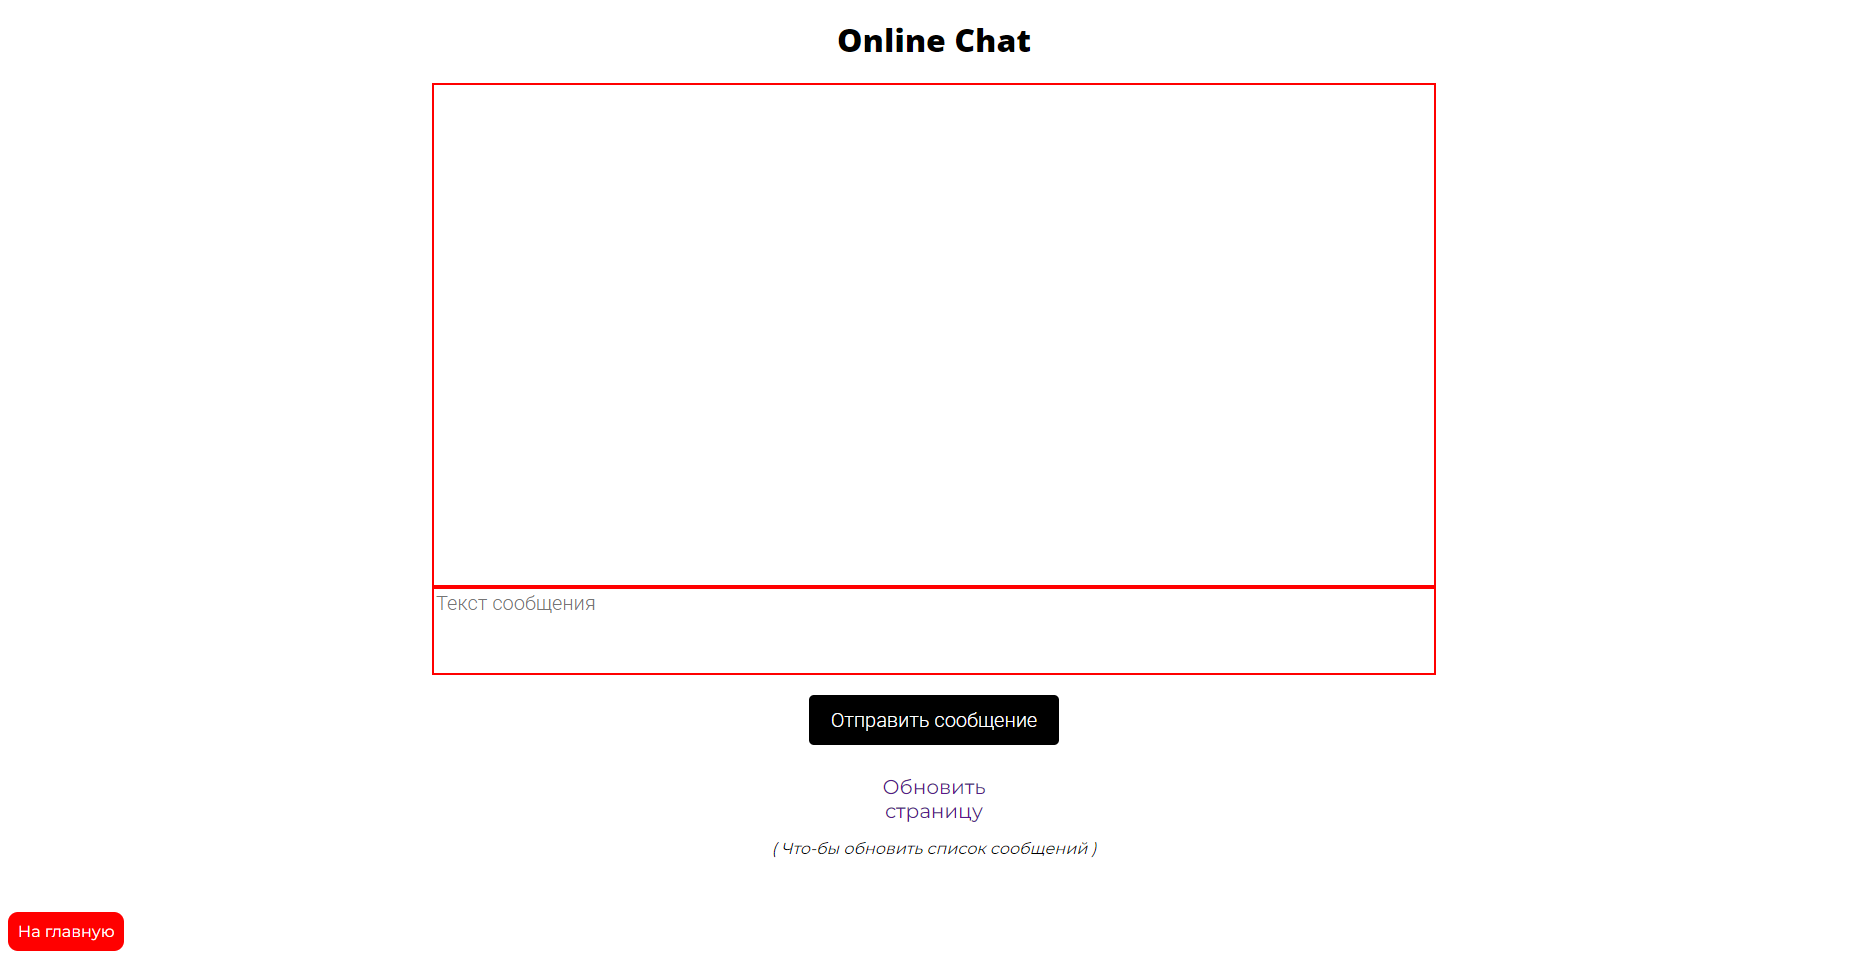 Online Chat
Текст сообщения
Отправить сообщение
Обновить
страницу
( Что-бы обновить список сообщений )
На главную